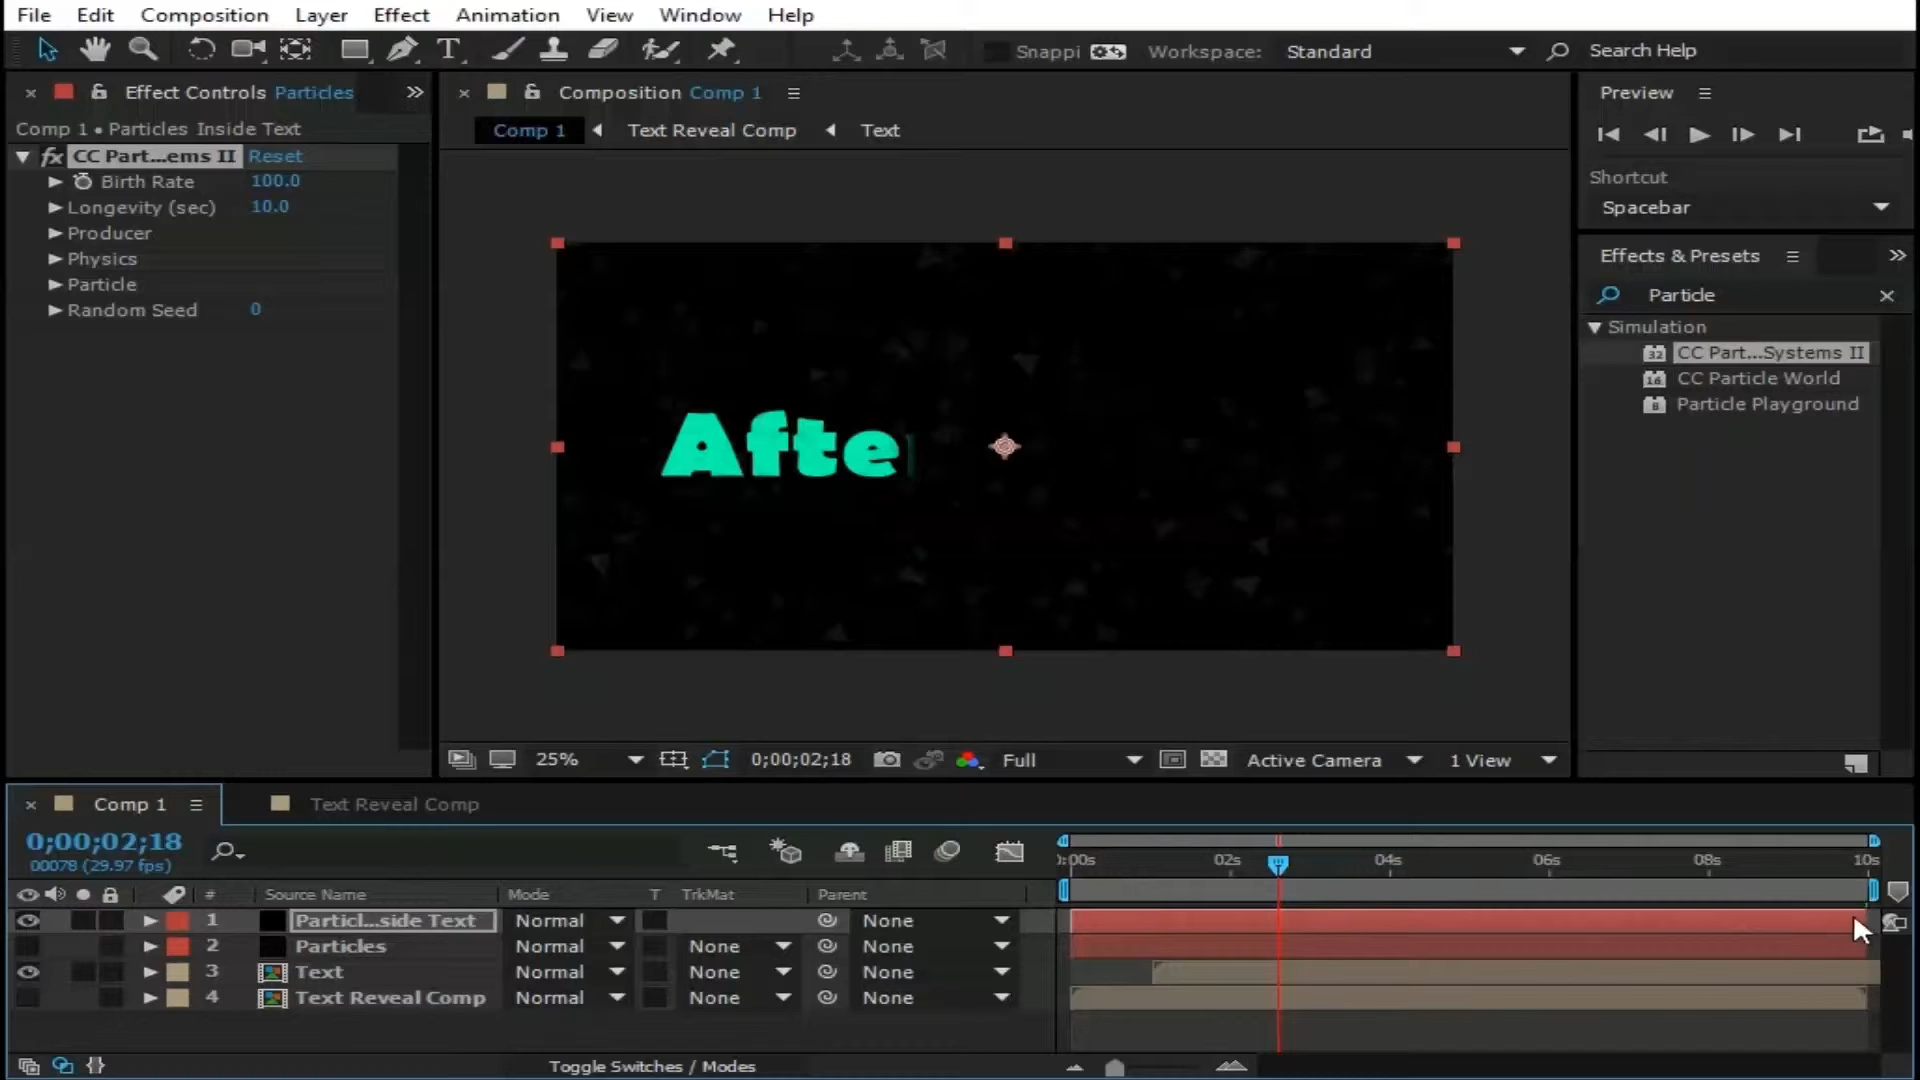 File Edit Composition Layer Effect Animation View Window Help
Snappi Workspace: Standard Search Help
Effect Controls Particles
Comp 1 • Particles Inside Text
fx CC Part...ems II Reset
Birth Rate 100.0
Longevity (sec) 10.0
Producer
Physics
Particle
Random Seed 0
Composition Comp 1
Comp 1 Text Reveal Comp Text
Afte
25% 0;00;02;18 Full Active Camera 1 View
Preview
Shortcut
Spacebar
Effects & Presets
Particle
Simulation
32 CC Part...Systems II
16 CC Particle World
8 Particle Playground
Comp 1 Text Reveal Comp
0;00;02;18
00078 (29.97 fps)
):00s 02s 04s 06s 08s 10s
# Source Name Mode T TrkMat Parent
1 Particl...side Text Normal None
2 Particles Normal None None
3 Text Normal None None
4 Text Reveal Comp Normal None None
Toggle Switches / Modes